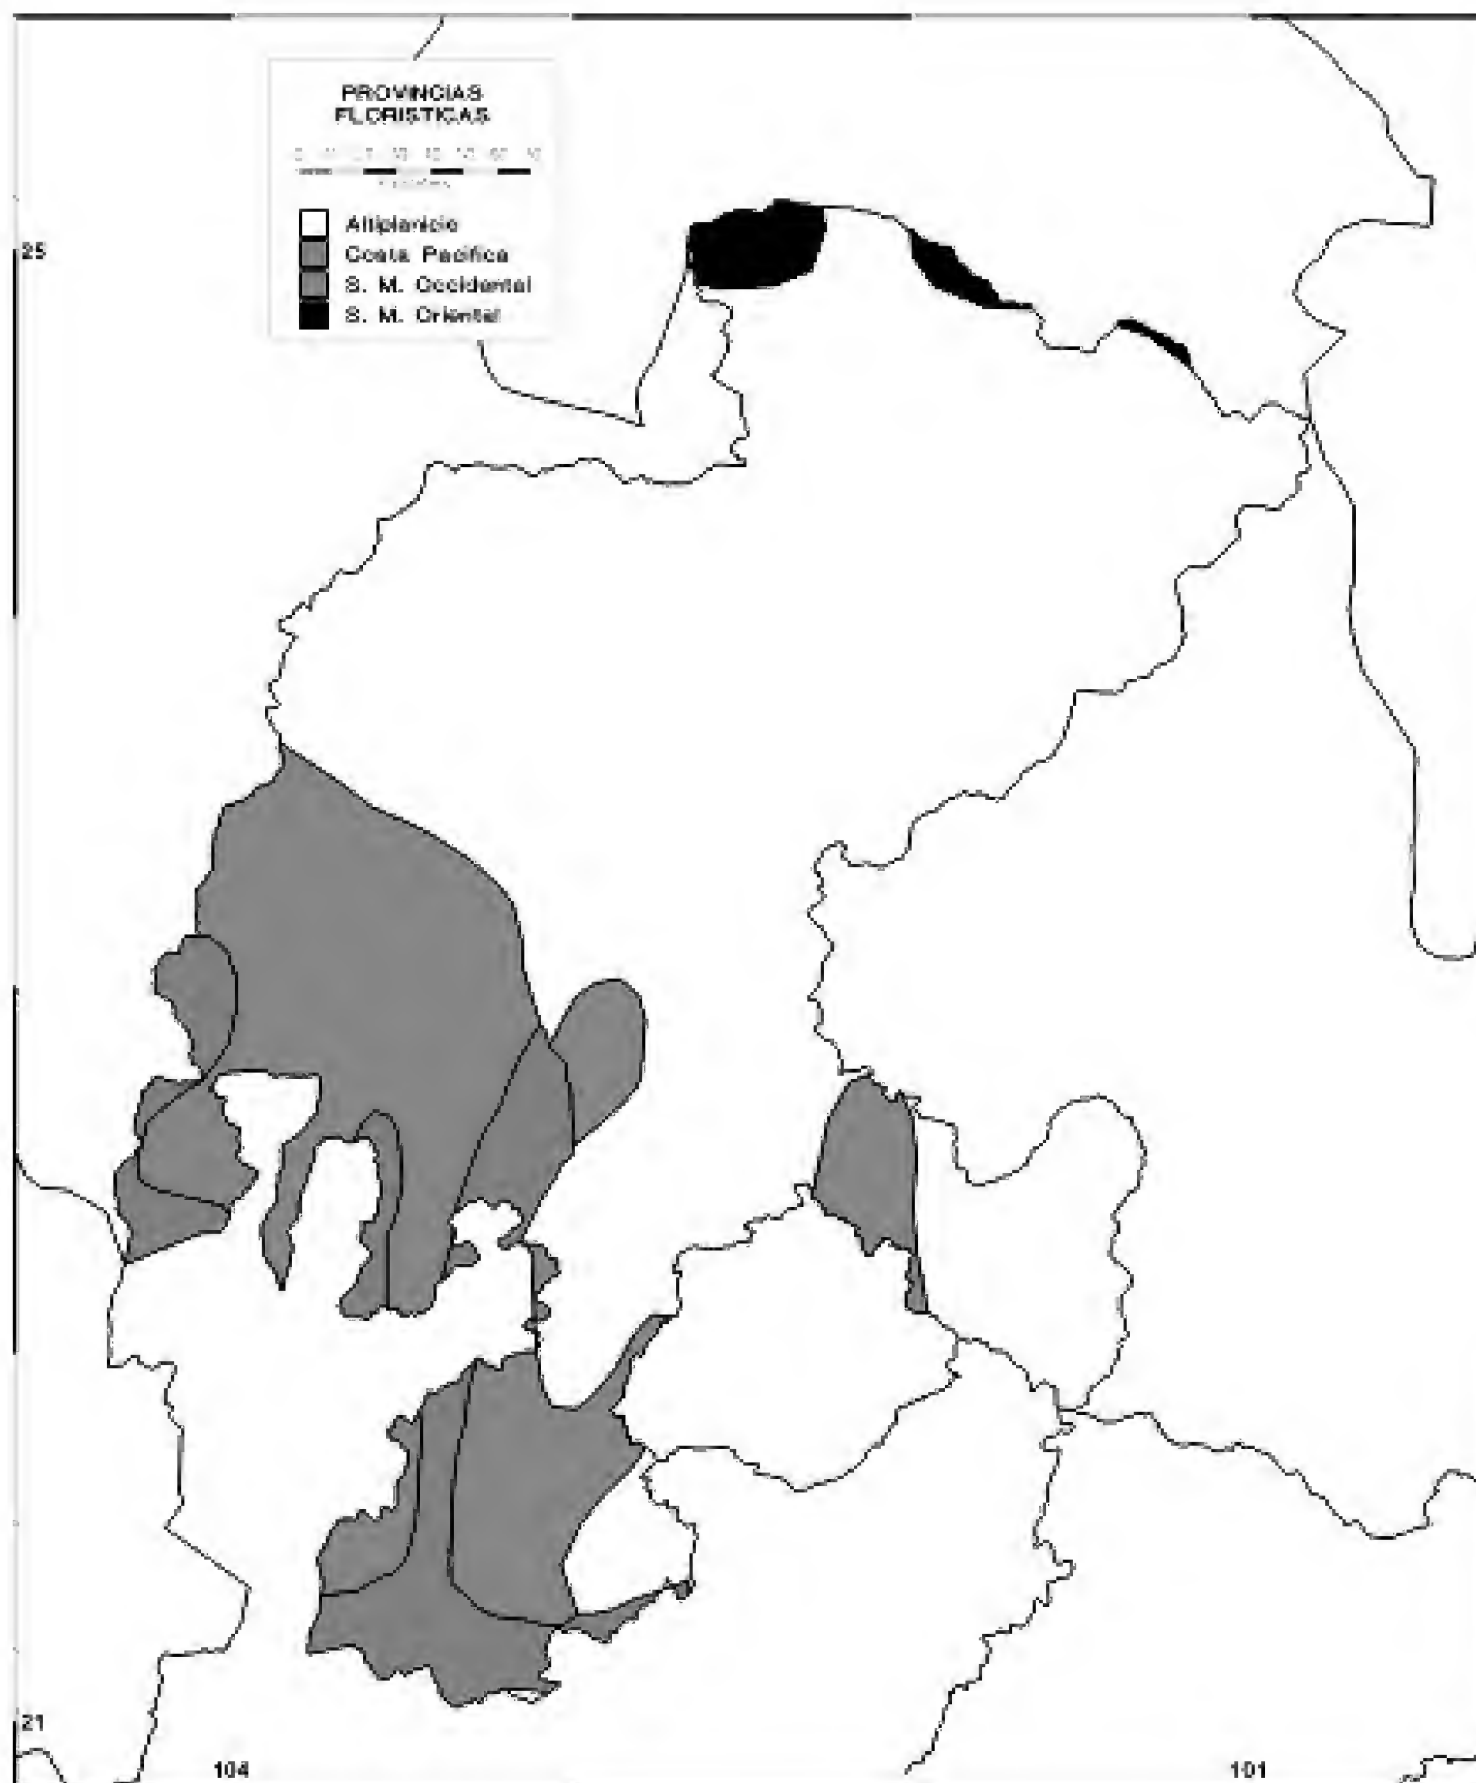 PROVINCIAS
FLORISTICAS
Altiplanicie
Costa Pacifica
S. M. Occidental
S. M. Oriental
25
21
104
101